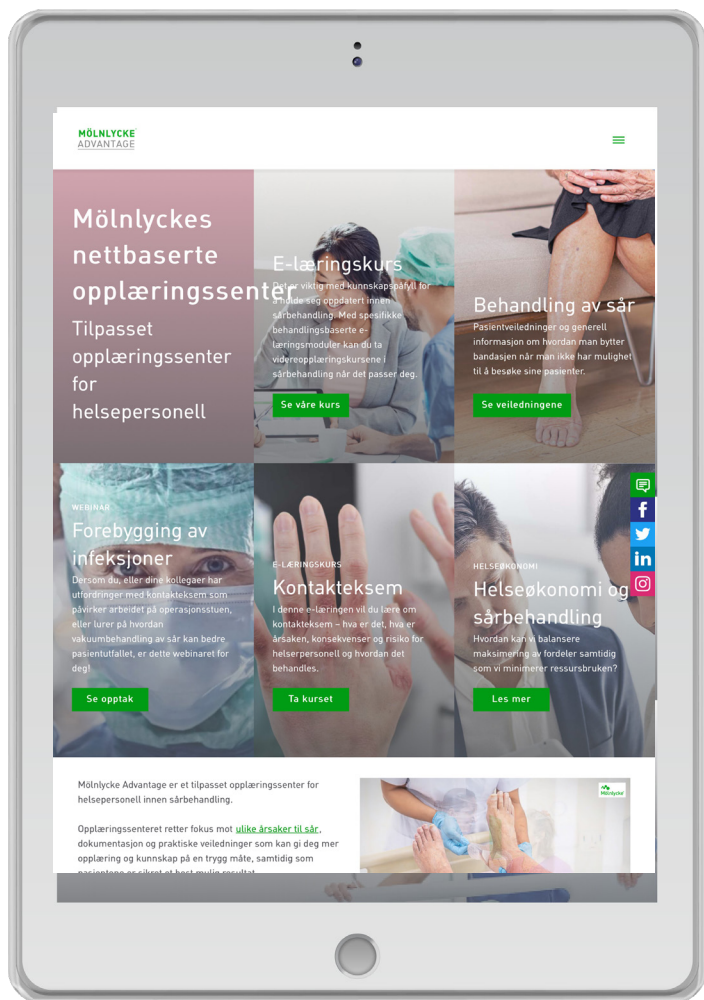 MÖLNLYCKE
ADVANTAGE
Mölnlyckes
nettbaserte
opplæringssenter
Tilpasset
opplæringssenter
for
helsepersonell
E-læringskurs
Det er viktig med kunnskapspåfyll for
å holde seg oppdatert innen
sårbehandling. Med spesifikke
behandlingsbaserte e-
læringsmoduler kan du ta
videreopplæringskursene i
sårbehandling når det passer deg.
Se våre kurs
Behandling av sår
Pasientveiledninger og generell
informasjon om hvordan man bytter
bandasjen når man ikke har mulighet
til å besøke sine pasienter.
Se veiledningene
WEBINAR
Forebygging av
infeksjoner
Dersom du, eller dine kollegaer har
utfordringer med kontakteksem som
påvirker arbeidet på operasjonsstuen,
eller lurer på hvordan
vakuumbehandling av sår kan bedre
pasientutfallet, er dette webinaret for
deg!
Se opptak
E-LÆRINGSKURS
Kontakteksem
I denne e-læringen vil du lære om
kontakteksem – hva er det, hva er
årsaken, konsekvenser og risiko for
helserpersonell og hvordan det
behandles.
Ta kurset
HELSEØKONOMI
Helseøkonomi og
sårbehandling
Hvordan kan vi balansere
maksimering av fordeler samtidig
som vi minimerer ressursbruken?
Les mer
f
in
Mölnlycke Advantage er et tilpasset opplæringssenter for
helsepersonell innen sårbehandling.
Opplæringssenteret retter fokus mot ulike årsaker til sår,
dokumentasjon og praktiske veiledninger som kan gi deg mer
opplæring og kunnskap på en trygg måte, samtidig som
pasientene er sikret et best mulig resultat.
Mölnlycke